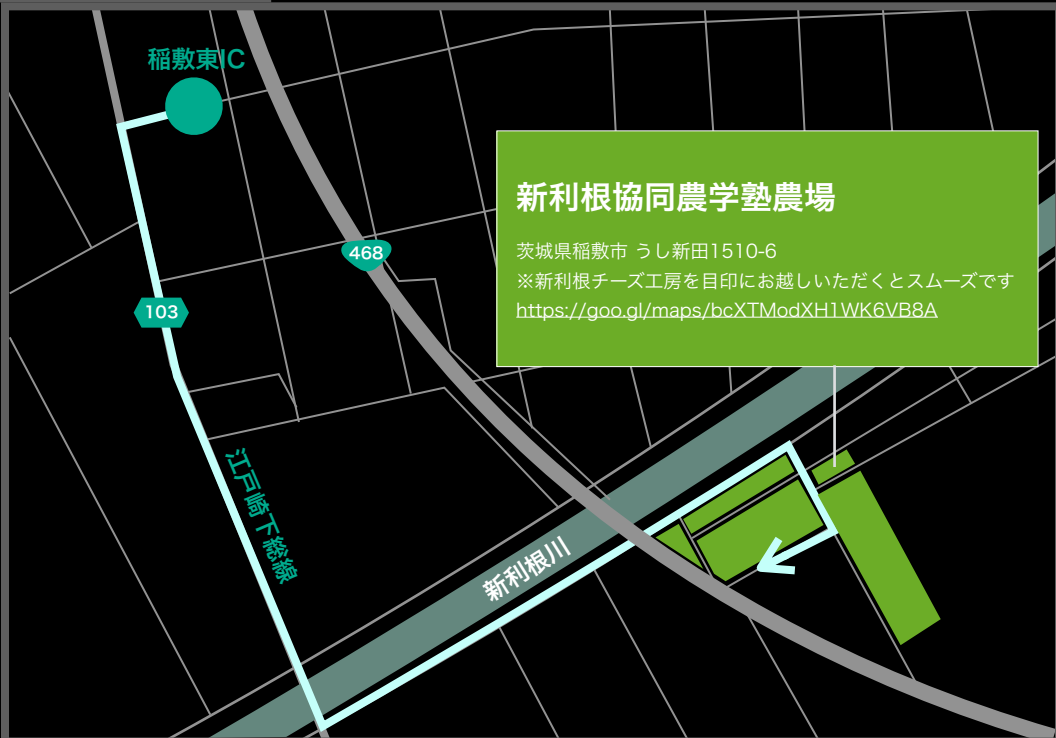 稲敷東IC
新利根協同農学塾農場
茨城県稲敷市 うし新田1510-6
※新利根チーズ工房を目印にお越しいただくとスムーズです
https://goo.gl/maps/bcXTModXH1WK6VB8A
468
103
江戸崎下総線
新利根川